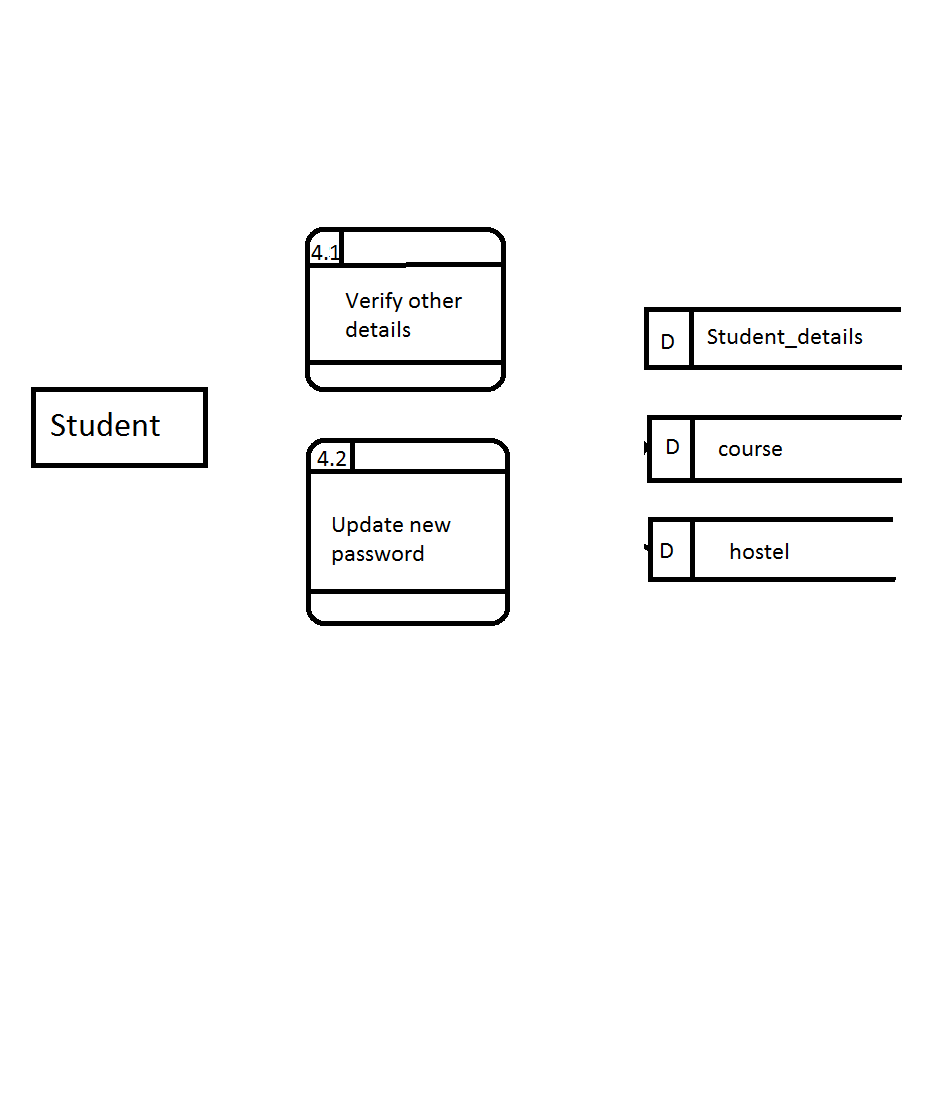 4.1
Verify other
details
D
Student_details
Student
D
course
4.2
Update new
password
D
hostel